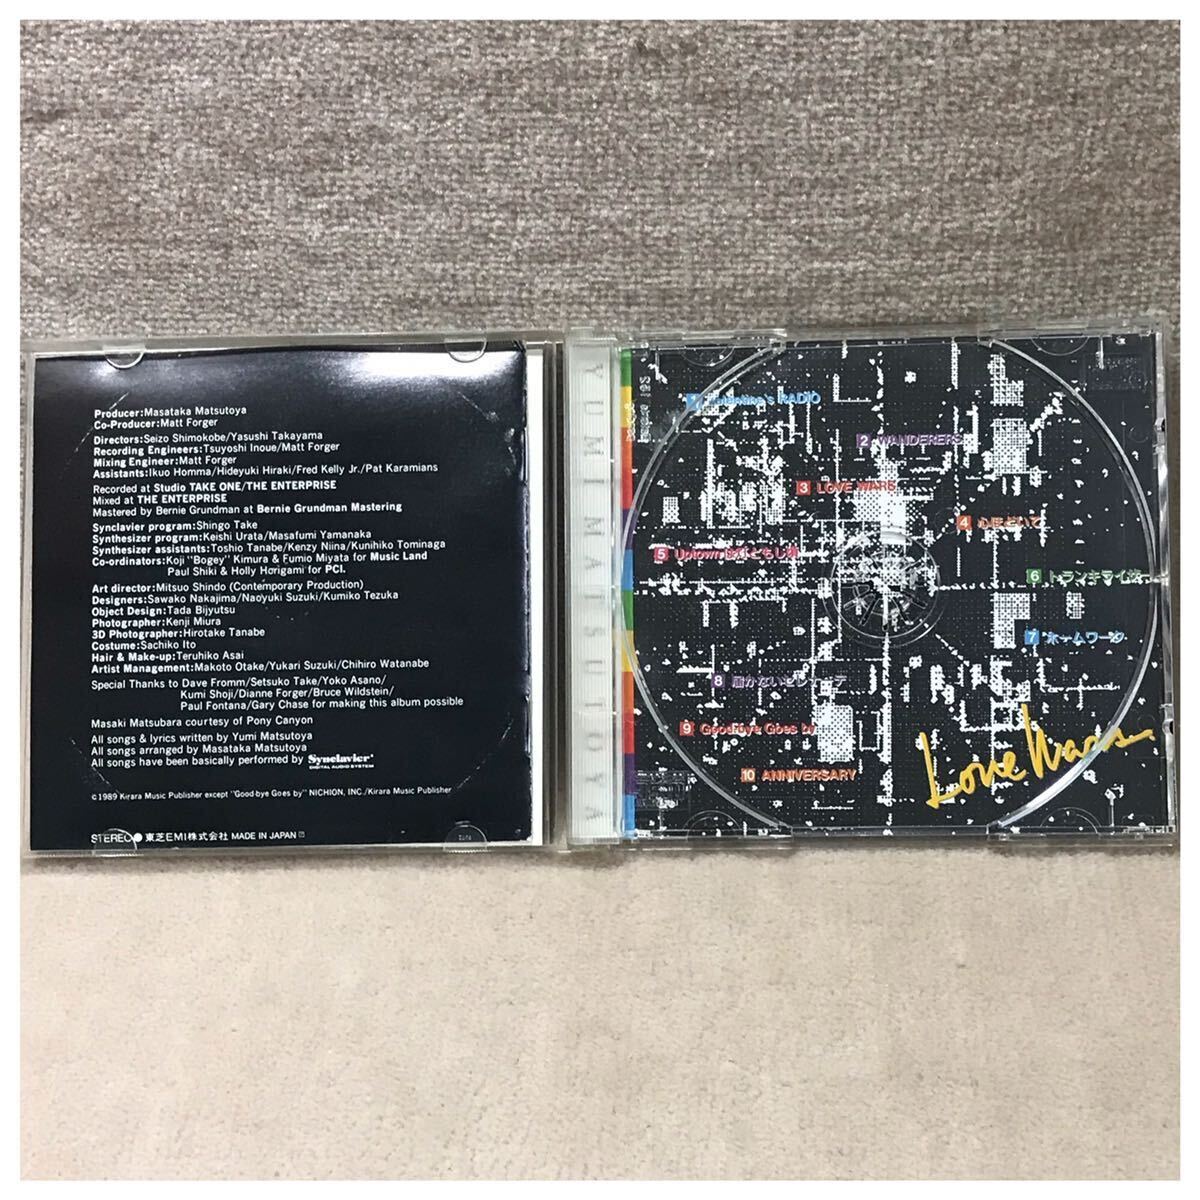 Producer:Masataka Matsutoya
Co-Producer:Matt Forger
Directors:Seizo Shimokobe/Yasushi Takayama
Recording Engineers:Tsuyoshi Inoue/Matt Forger
Mixing Engineer:Matt Forger
Assistants:Ikuo Homma/Hideyuki Hiraki/Fred Kelly Jr./Pat Karamians
Recorded at Studio TAKE ONE/THE ENTERPRISE
Mixed at THE ENTERPRISE
Mastered by Bernie Grundman at Bernie Grundman Mastering
Synclavier program:Shingo Take
Synthesizer program:Keishi Urata/Masafumi Yamanaka
Synthesizer assistants:Toshio Tanabe/Kenzy Niina/Kunihiko Tominaga
Co-ordinators:Koji "Bogey" Kimura & Fumio Miyata for Music Land
Paul Shiki & Holly Horigami for PCI.
Art director:Mitsuo Shindo (Contemporary Production)
Designers:Sawako Nakajima/Naoyuki Suzuki/Kumiko Tezuka
Object Design:Tada Bijyutsu
Photographer:Kenji Miura
3D Photographer:Hirotake Tanabe
Costume:Sachiko Ito
Hair & Make-up:Teruhiko Asai
Artist Management:Makoto Otake/Yukari Suzuki/Chihiro Watanabe
Special Thanks to Dave Fromm/Setsuko Take/Yoko Asano/
Kumi Shoji/Dianne Forger/Bruce Wildstein/
Paul Fontana/Gary Chase for making this album possible
Masaki Matsubara courtesy of Pony Canyon
All songs & lyrics written by Yumi Matsutoya
All songs arranged by Masataka Matsutoya
All songs have been basically performed by Synclavier
DIGITAL AUDIO SYSTEM
©1989 Kirara Music Publisher except "Good-bye Goes by" NICHION, INC./Kirara Music Publisher
STEREO 東芝EMI株式会社 MADE IN JAPAN
YUMI MATSUTOYA
1 Valentine's RADIO
2 WANDERERS
3 LOVE WARS
4 心ほどいて
5 Uptownは灯ともし頃
6 トランキライザー
7 ホームワーク
8 届かないセレナーデ
9 Good-bye Goes by
10 ANNIVERSARY
Love Wars